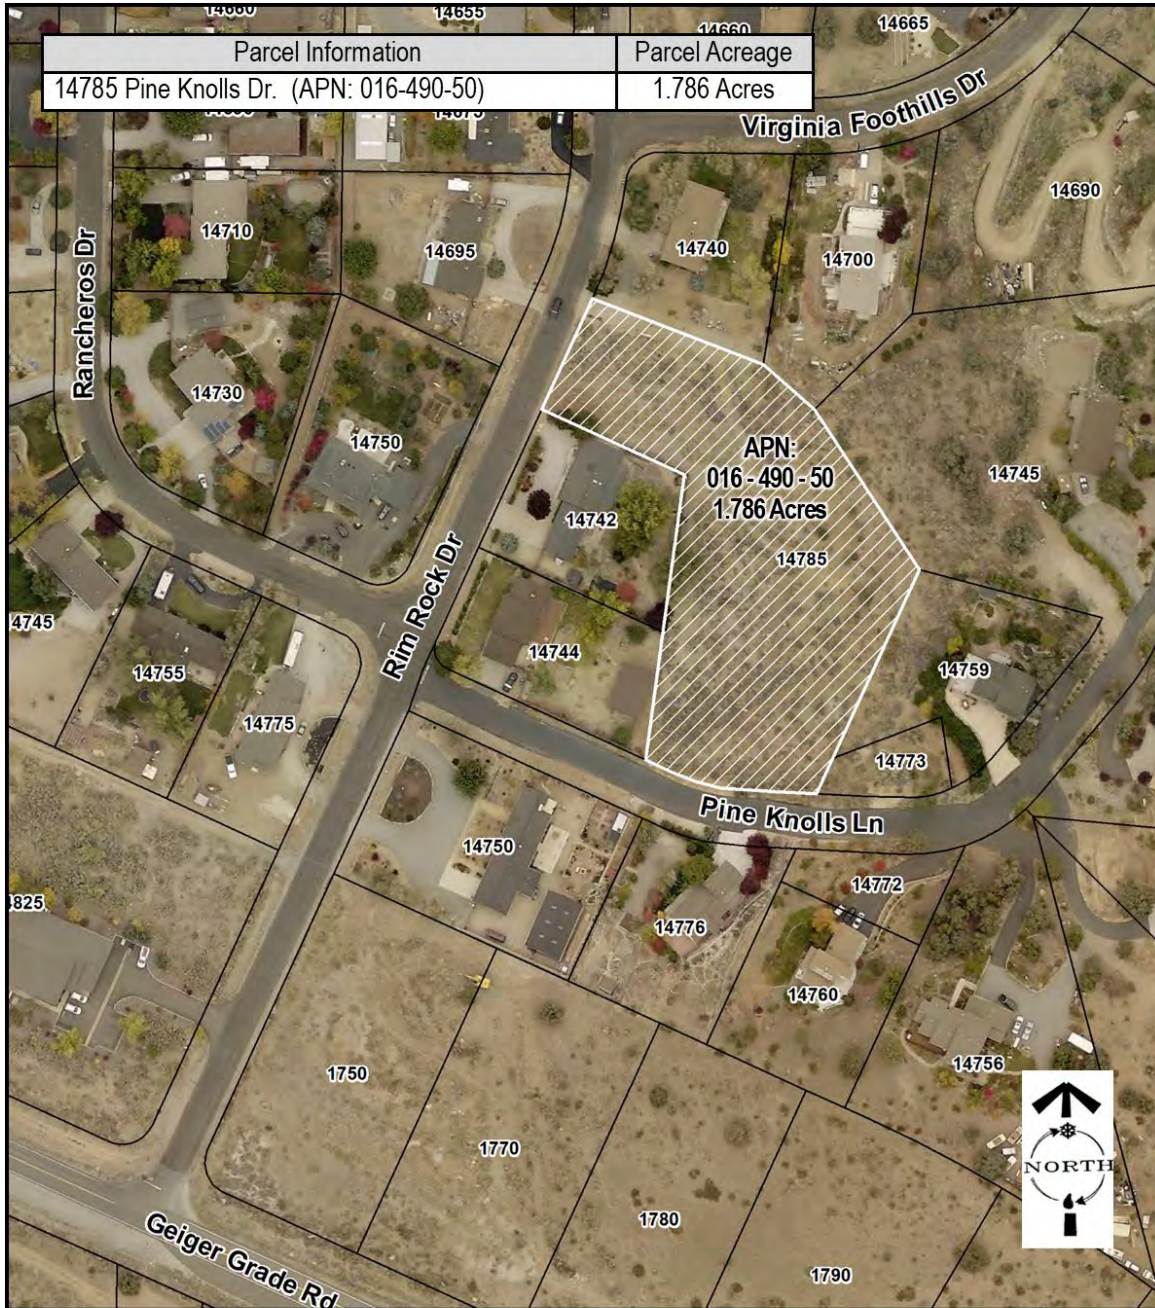 14660
14655
14660
14665
Parcel Information Parcel Acreage
14785 Pine Knolls Dr. (APN: 016-490-50) 1.786 Acres
14675
Virginia Foothills Dr
14690
14710
14695
14740
14700
Rancheros Dr
14730
14750
APN:
016 - 490 - 50
1.786 Acres
14745
14742
14785
Rim Rock Dr
14745
14755
14744
14759
14775
14773
Pine Knolls Ln
14750
14772
4825
14776
14760
14756
1750
1770
NORTH
1780
1790
Geiger Grade Rd